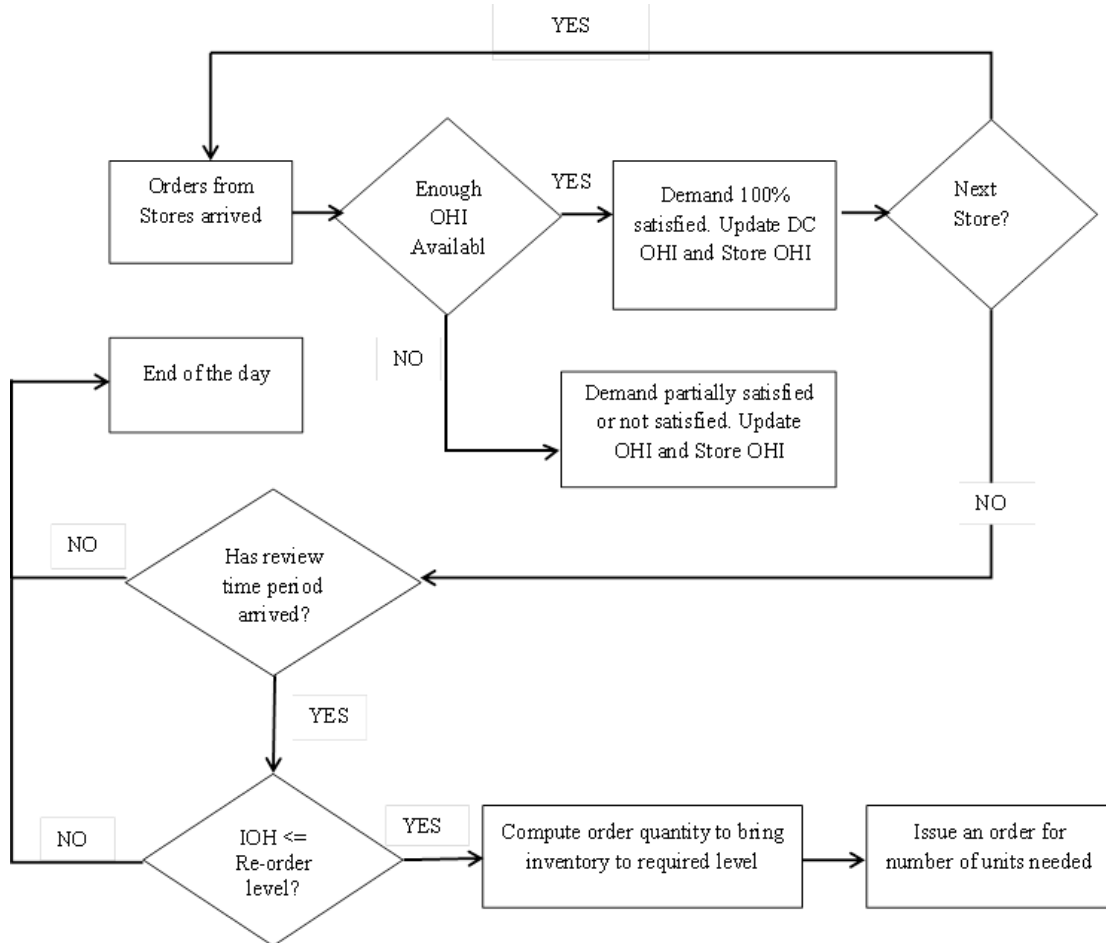 YES
Orders from
Stores arrived
Enough
OHI
Availabl
YES
Demand 100%
satisfied. Update DC
OHI and Store OHI
Next
Store?
NO
End of the day
Demand partially satisfied
or not satisfied. Update
OHI and Store OHI
NO
NO
Has review
time period
arrived?
YES
NO
IOH <=
Re-order
level?
YES
Compute order quantity to bring
inventory to required level
Issue an order for
number of units needed